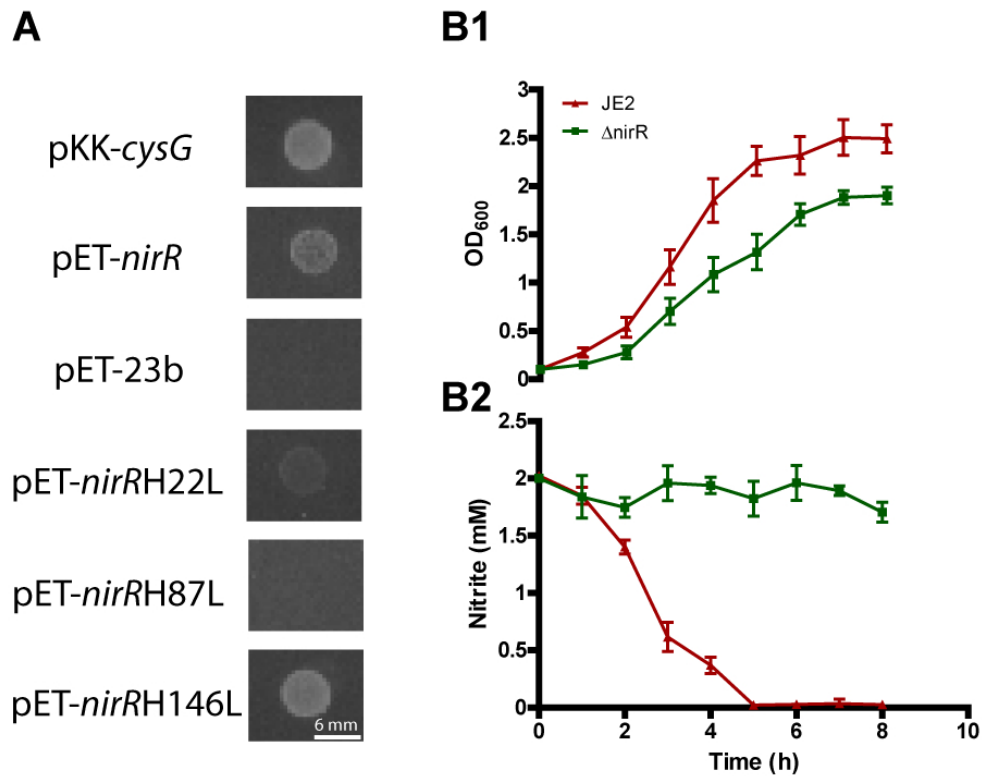 A
pKK-cysG
pET-nirR
pET-23b
pET-nirRH22L
pET-nirRH87L
pET-nirRH146L
6 mm
B1
3
2.5
2
1.5
1
0.5
0
OD600
JE2
ΔnirR
B2
2.5
2
1.5
1
0.5
0
Nitrite (mM)
0 2 4 6 8 10
Time (h)